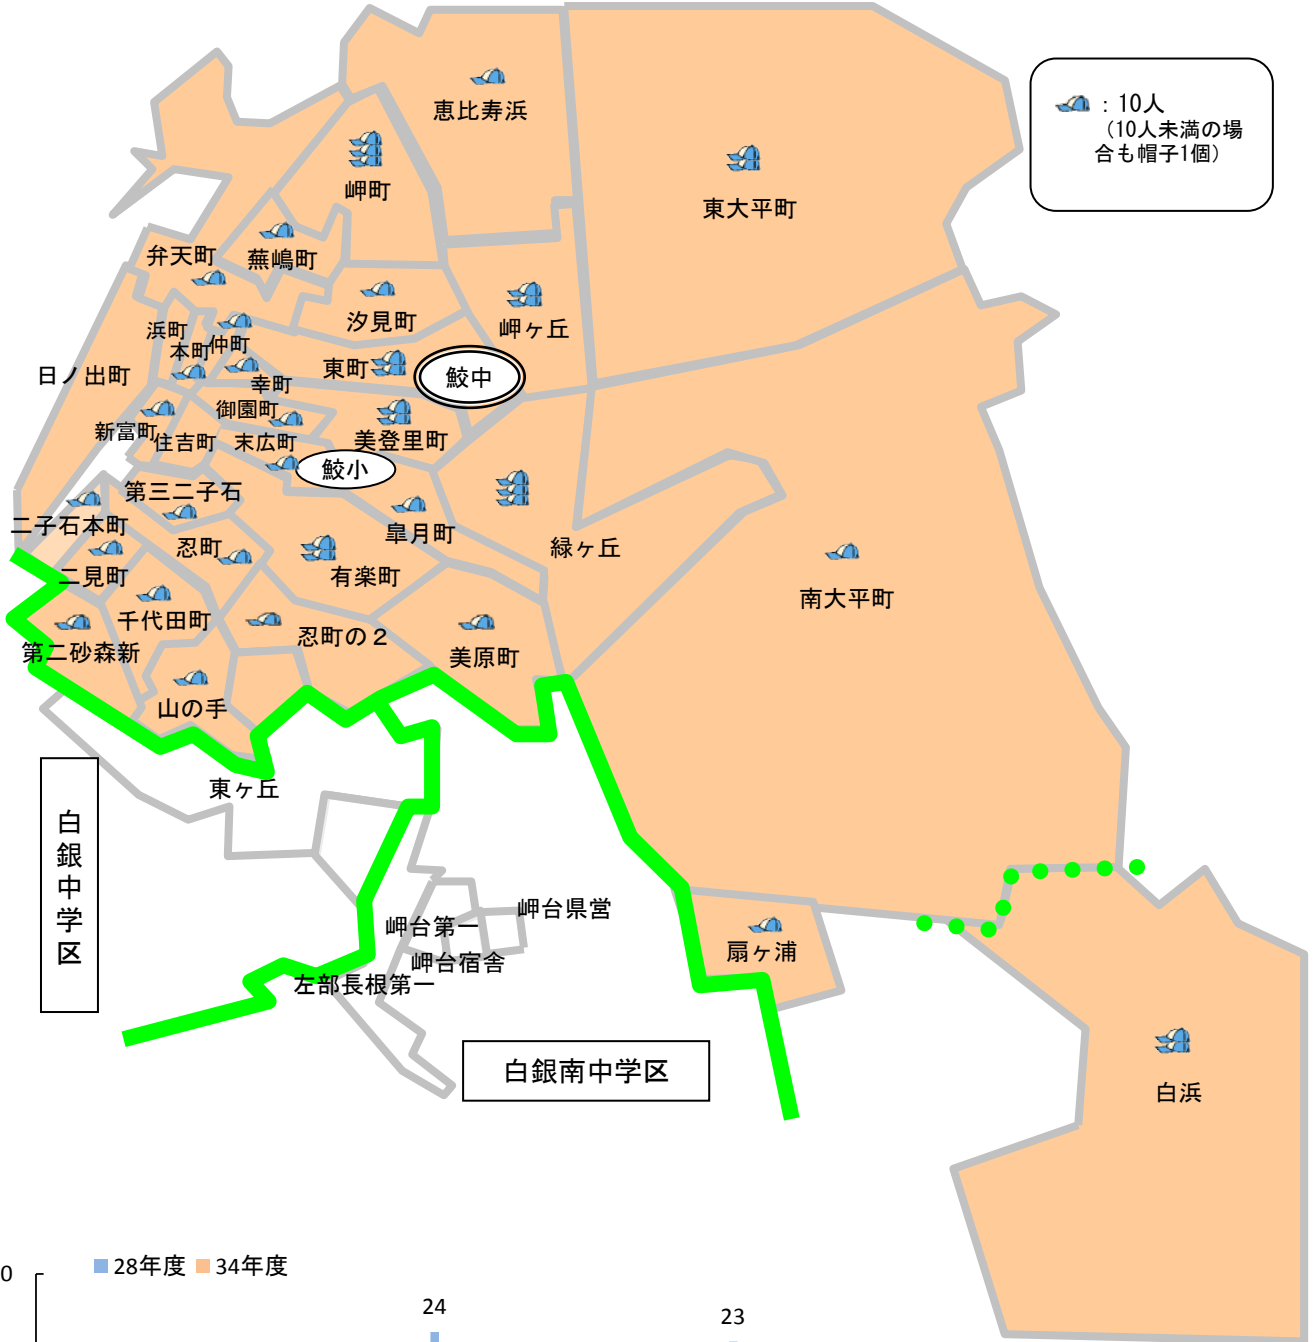 ：10人
（10人未満の場
合も帽子1個）
恵比寿浜
岬町
東大平町
弁天町
蕪嶋町
汐見町
岬ヶ丘
浜町
本町
仲町
日ノ出町
東町
鮫中
幸町
御園町
新富町
住吉町
末広町
美登里町
鮫小
第三二子石
二子石本町
皐月町
忍町
緑ヶ丘
二見町
有楽町
南大平町
千代田町
忍町の２
第二砂森新
美原町
山の手
東ヶ丘
白銀中学区
岬台県営
岬台第一
岬台宿舎
扇ヶ浦
左部長根第一
白銀南中学区
白浜
28年度 34年度
0
24
23